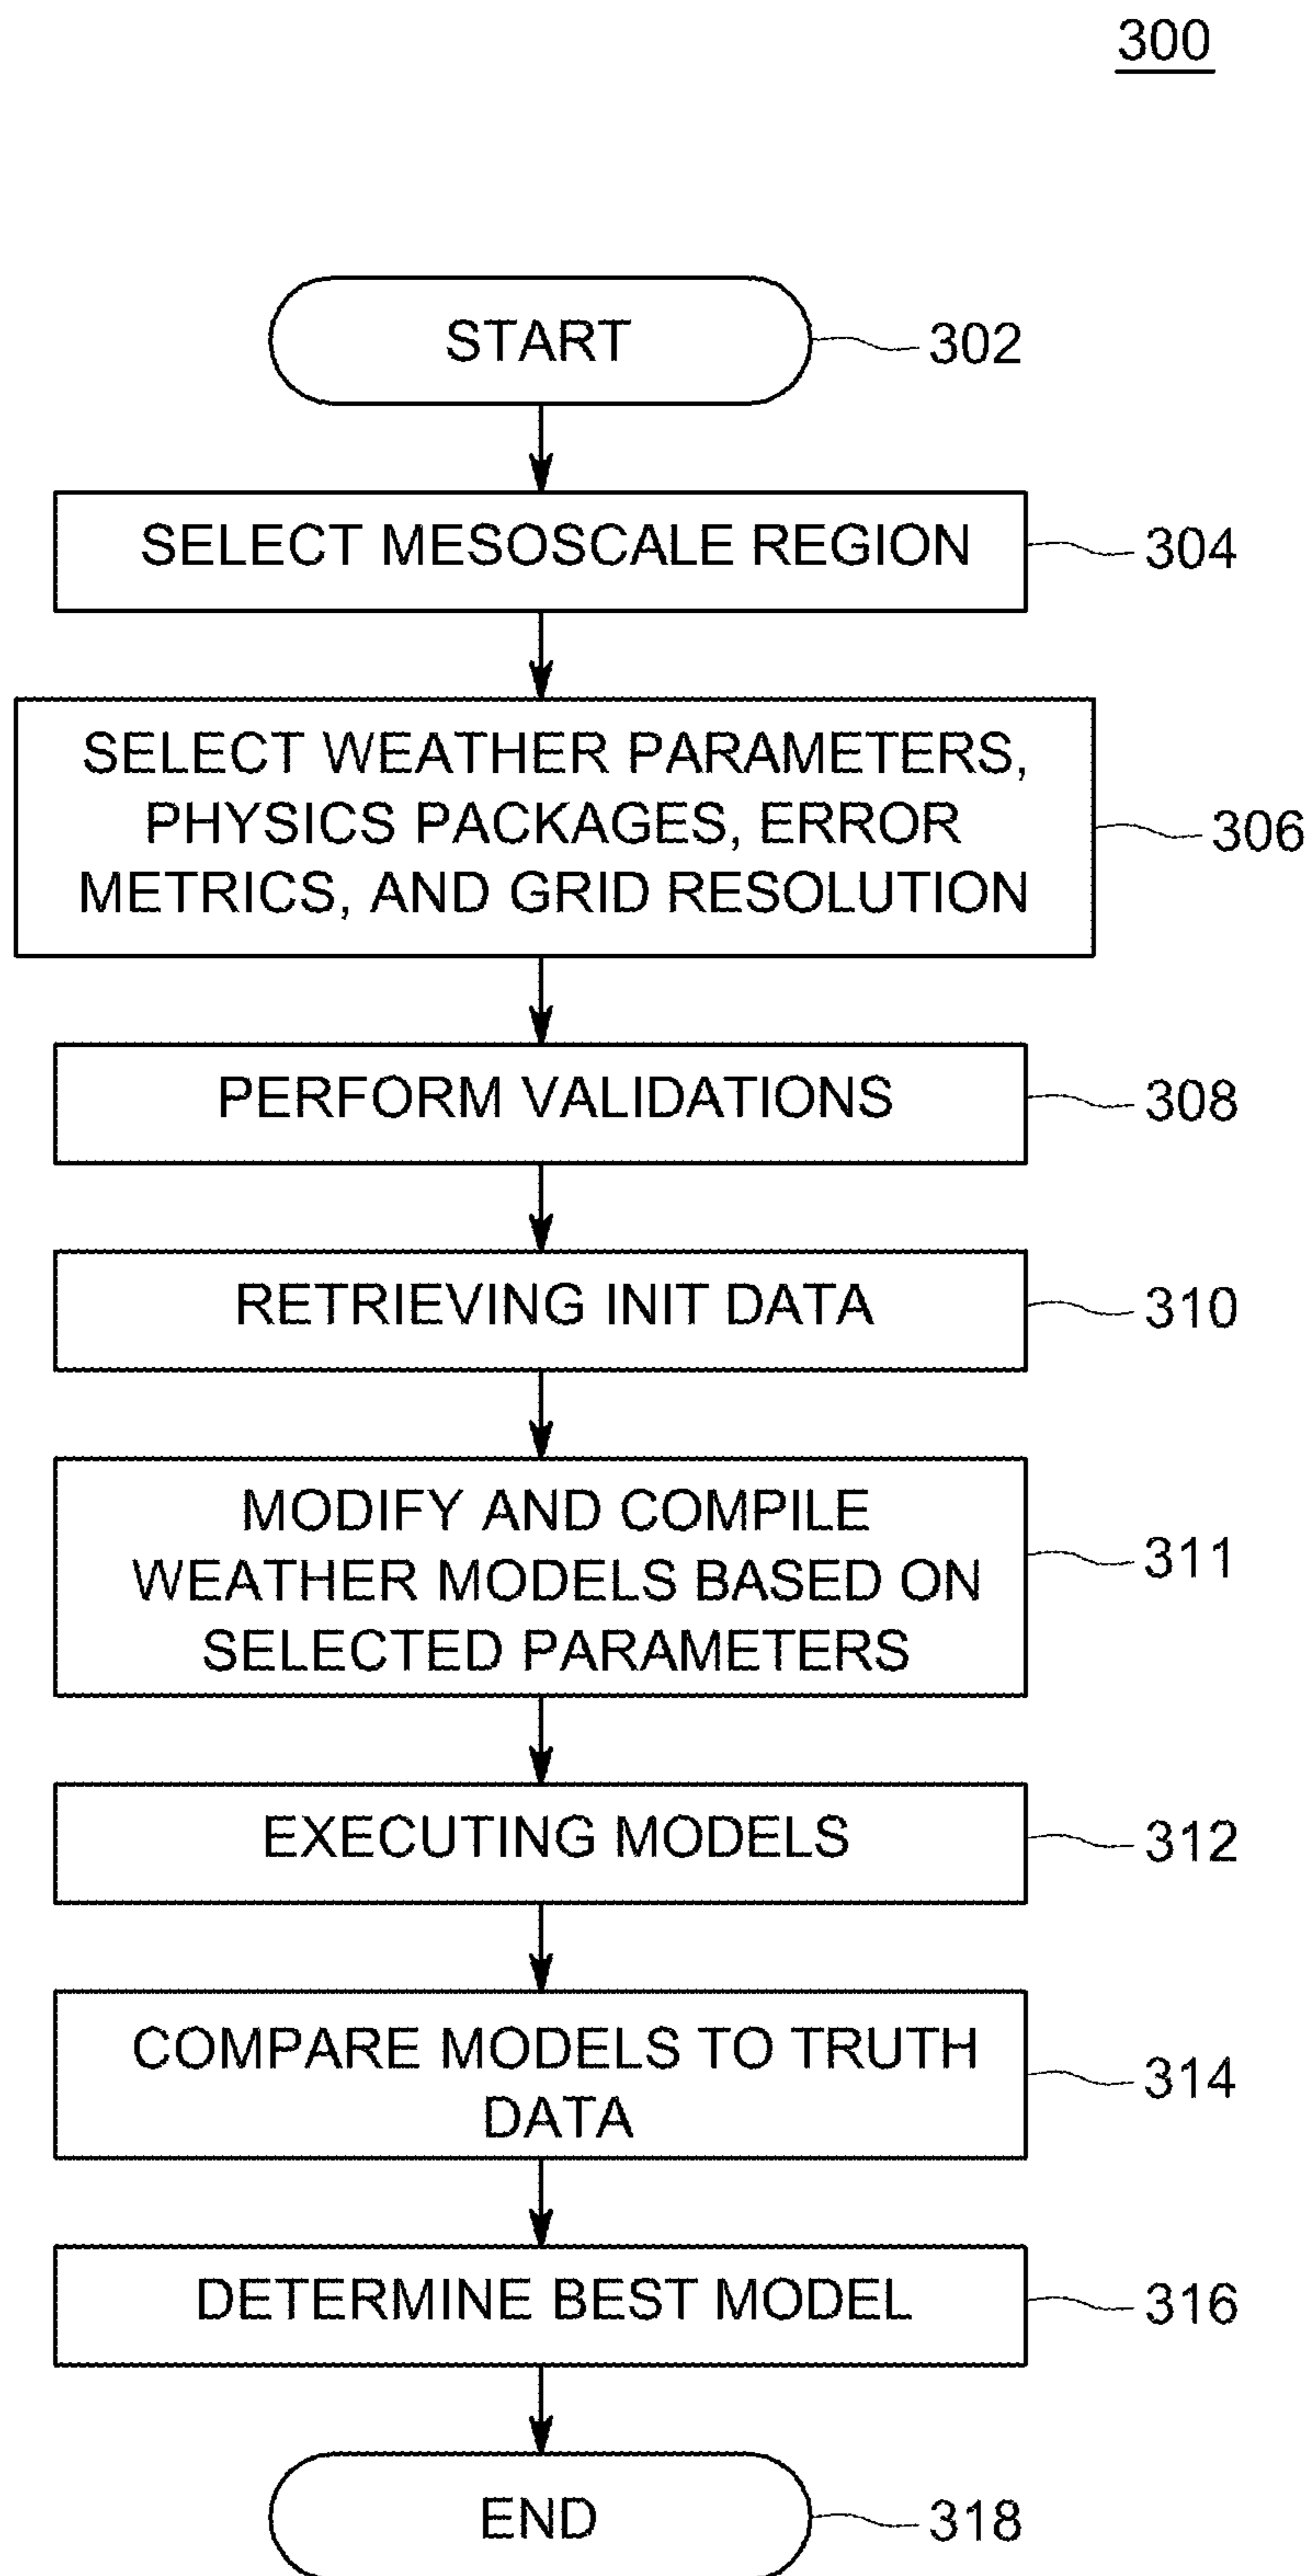 300
START
302
SELECT MESOSCALE REGION
304
SELECT WEATHER PARAMETERS,
PHYSICS PACKAGES, ERROR
METRICS, AND GRID RESOLUTION
306
PERFORM VALIDATIONS
308
RETRIEVING INIT DATA
310
MODIFY AND COMPILE
WEATHER MODELS BASED ON
SELECTED PARAMETERS
311
EXECUTING MODELS
312
COMPARE MODELS TO TRUTH
DATA
314
DETERMINE BEST MODEL
316
END
318